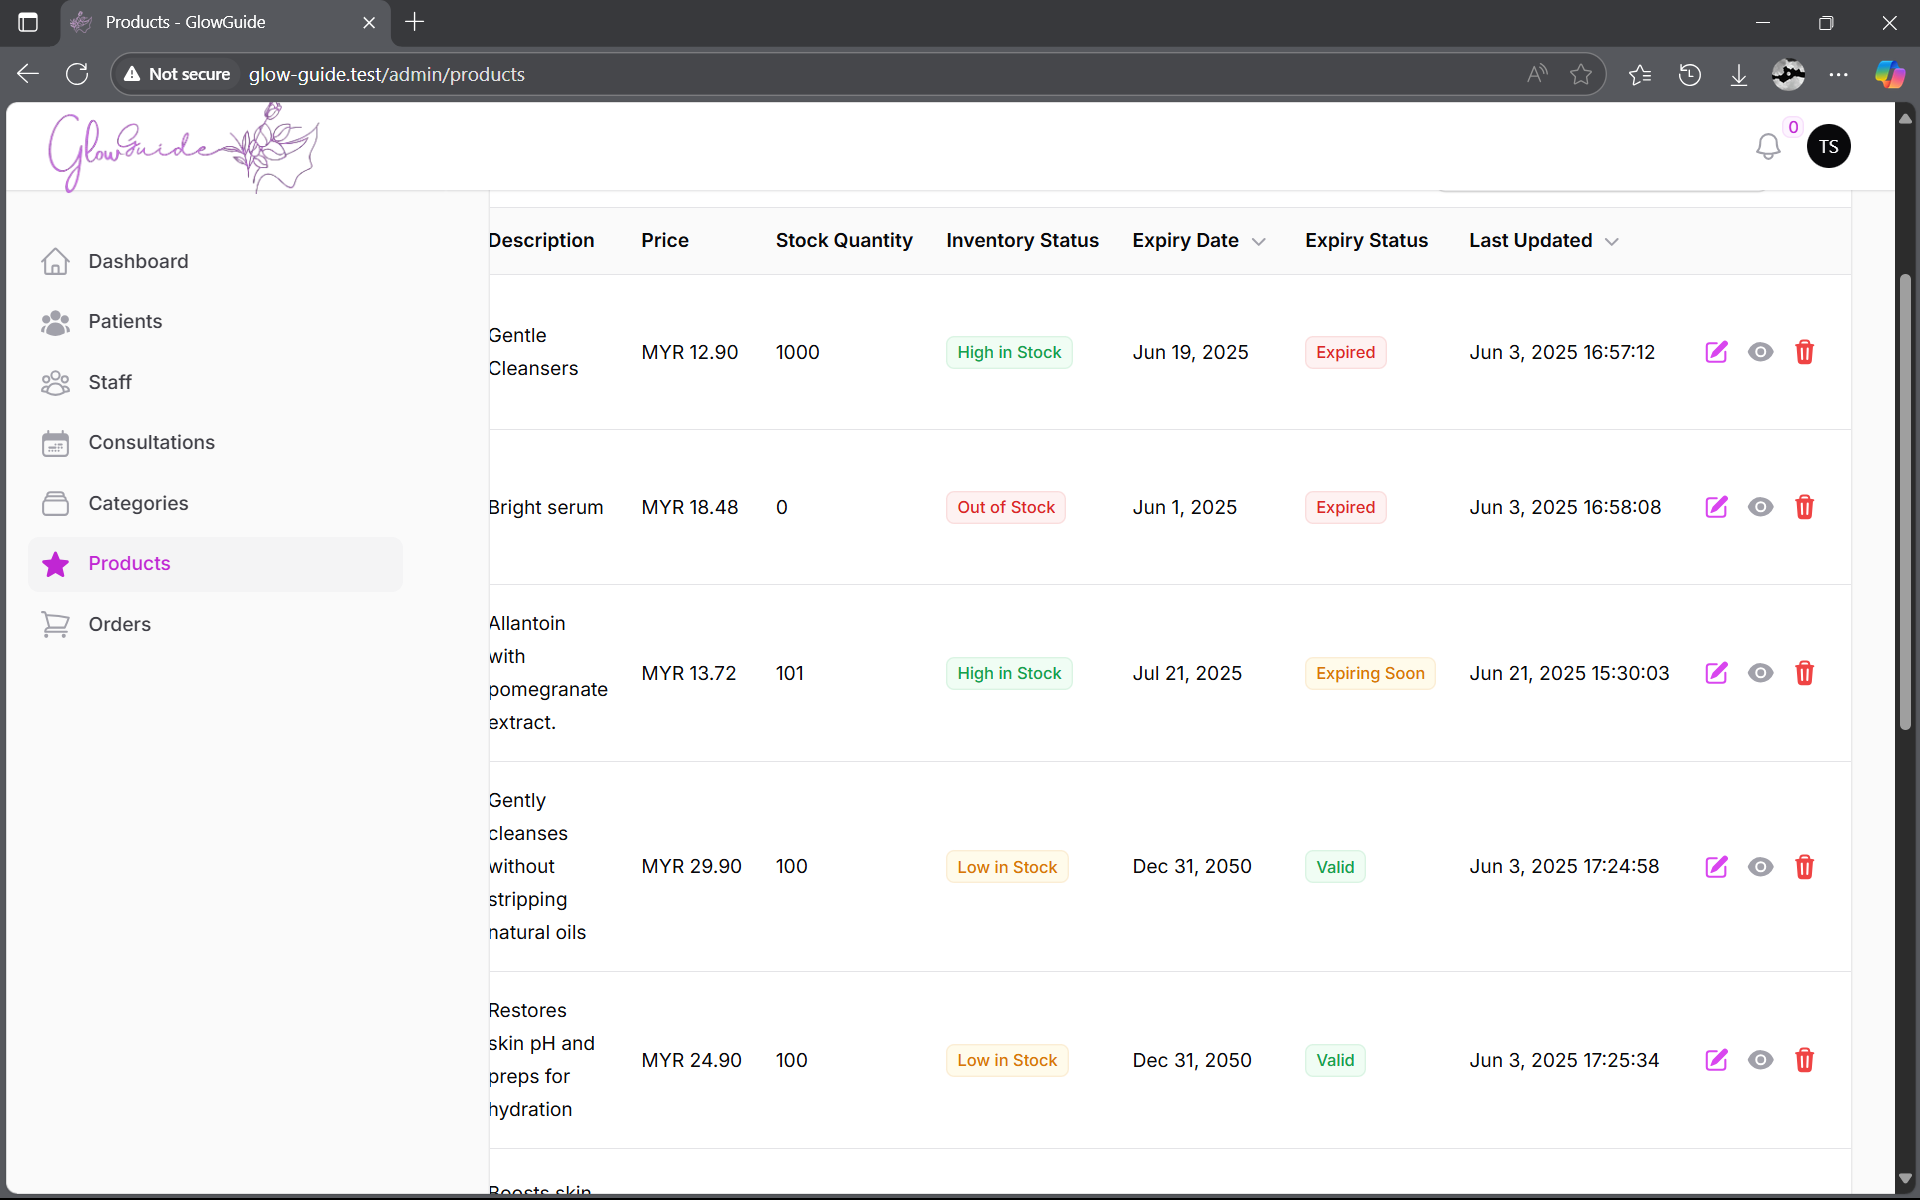 Products - GlowGuide
Not secure glow-guide.test/admin/products
GlowGuide
0
TS
Dashboard
Patients
Staff
Consultations
Categories
Products
Orders
Description Price Stock Quantity Inventory Status Expiry Date Expiry Status Last Updated
Gentle
Cleansers
MYR 12.90 1000 High in Stock Jun 19, 2025 Expired Jun 3, 2025 16:57:12
Bright serum MYR 18.48 0 Out of Stock Jun 1, 2025 Expired Jun 3, 2025 16:58:08
Allantoin
with
pomegranate
extract.
MYR 13.72 101 High in Stock Jul 21, 2025 Expiring Soon Jun 21, 2025 15:30:03
Gently
cleanses
without
stripping
natural oils
MYR 29.90 100 Low in Stock Dec 31, 2050 Valid Jun 3, 2025 17:24:58
Restores
skin pH and
preps for
hydration
MYR 24.90 100 Low in Stock Dec 31, 2050 Valid Jun 3, 2025 17:25:34
Boosts skin